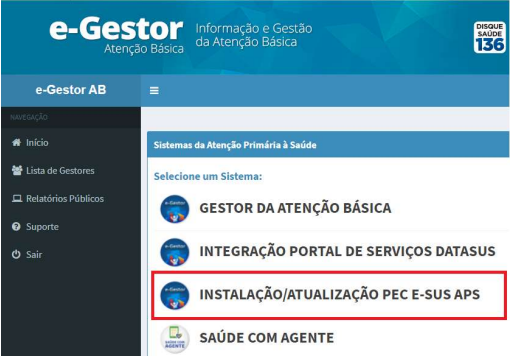 e-Gestor
Atenção Básica
Informação e Gestão
da Atenção Básica
DISQUE
SAÚDE
136
e-Gestor AB
NAVEGAÇÃO
Início
Lista de Gestores
Relatórios Públicos
Suporte
Sair
Sistemas da Atenção Primária à Saúde
Selecione um Sistema:
e-Gestor
GESTOR DA ATENÇÃO BÁSICA
e-Gestor
INTEGRAÇÃO PORTAL DE SERVIÇOS DATASUS
e-Gestor
INSTALAÇÃO/ATUALIZAÇÃO PEC E-SUS APS
SAÚDE COM
AGENTE
SAÚDE COM AGENTE